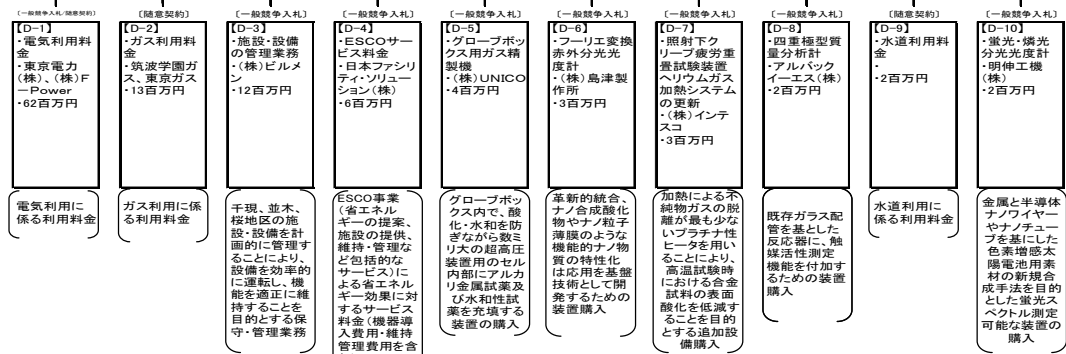 〔一般競争入札/随意契約〕
【D-1】
・電気利用料
金
・東京電力
(株)、(株)F
－Power
・62百万円
電気利用に
係る利用料金
〔随意契約〕
【D-2】
・ガス利用料
金
・筑波学園ガ
ス、東京ガス
・13百万円
ガス利用に係
る利用料金
〔一般競争入札〕
【D-3】
・施設・設備
の管理業務
・(株)ビルメ
ン
・12百万円
千現、並木、
桜地区の施
設・設備を計
画的に管理す
ることにより、
設備を効率的
に運転し、機
能を適正に維
持することを
目的とする保
守・管理業務
〔一般競争入札〕
【D-4】
・ESCOサー
ビス料金
・日本ファシリ
ティ・ソリュー
ション(株)
・6百万円
ESCO事業
(省エネル
ギーの提案、
施設の提供、
維持・管理な
ど包括的な
サービス)に
よる省エネル
ギー効果に対
するサービス
料金(機器導
入費用・維持
管理費用を含
〔一般競争入札〕
【D-5】
・グローブボッ
クス用ガス精
製機
・(株)UNICO
・4百万円
グローブボッ
クス内で、酸
化・水和を防
ぎながら数ミ
リ大の超高圧
装置用のセル
内部にアルカ
リ金属試薬及
び水和性試
薬を充填する
装置の購入
〔一般競争入札〕
【D-6】
・フーリエ変換
赤外分光光
度計
・(株)島津製
作所
・3百万円
革新的統合、
ナノ合成酸化
物やナノ粒子
薄膜のような
機能的ナノ物
質の特性化
は応用を基盤
技術として開
発するための
装置購入
〔一般競争入札〕
【D-7】
・照射下ク
リープ疲労重
畳試験装置
ヘリウムガス
加熱システム
の更新
・(株)インテ
スコ
・3百万円
加熱による不
純物ガスの脱
離が最も少な
いプラチナ性
ヒータを用い
ることにより、
高温試験時
における合金
試料の表面
酸化を低減す
ることを目的
とする追加設
備購入
〔一般競争入札〕
【D-8】
・四重極型質
量分析計
・アルバック
イーエス(株)
・2百万円
既存ガラス配
管を基とした
反応器に、触
媒活性測定
機能を付加す
るための装置
購入
〔一般競争入札〕
【D-9】
・水道利用料
金
・
・2百万円
水道利用に
係る利用料金
〔一般競争入札〕
【D-10】
・蛍光・燐光
分光光度計
・明伸工機
(株)
・2百万円
金属と半導体
ナノワイヤー
やナノチュー
ブを基にした
色素増感太
陽電池用素
材の新規合
成手法を目的
とした蛍光ス
ペクトル測定
可能な装置の
購入